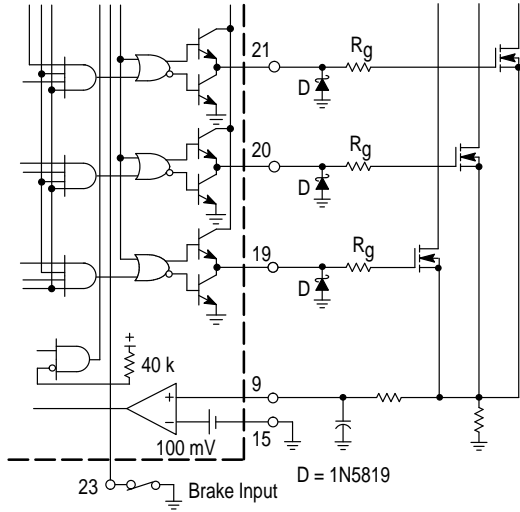 21
Rg
D
20
Rg
D
19
Rg
D
40 k
9
100 mV
15
D = 1N5819
23
Brake Input